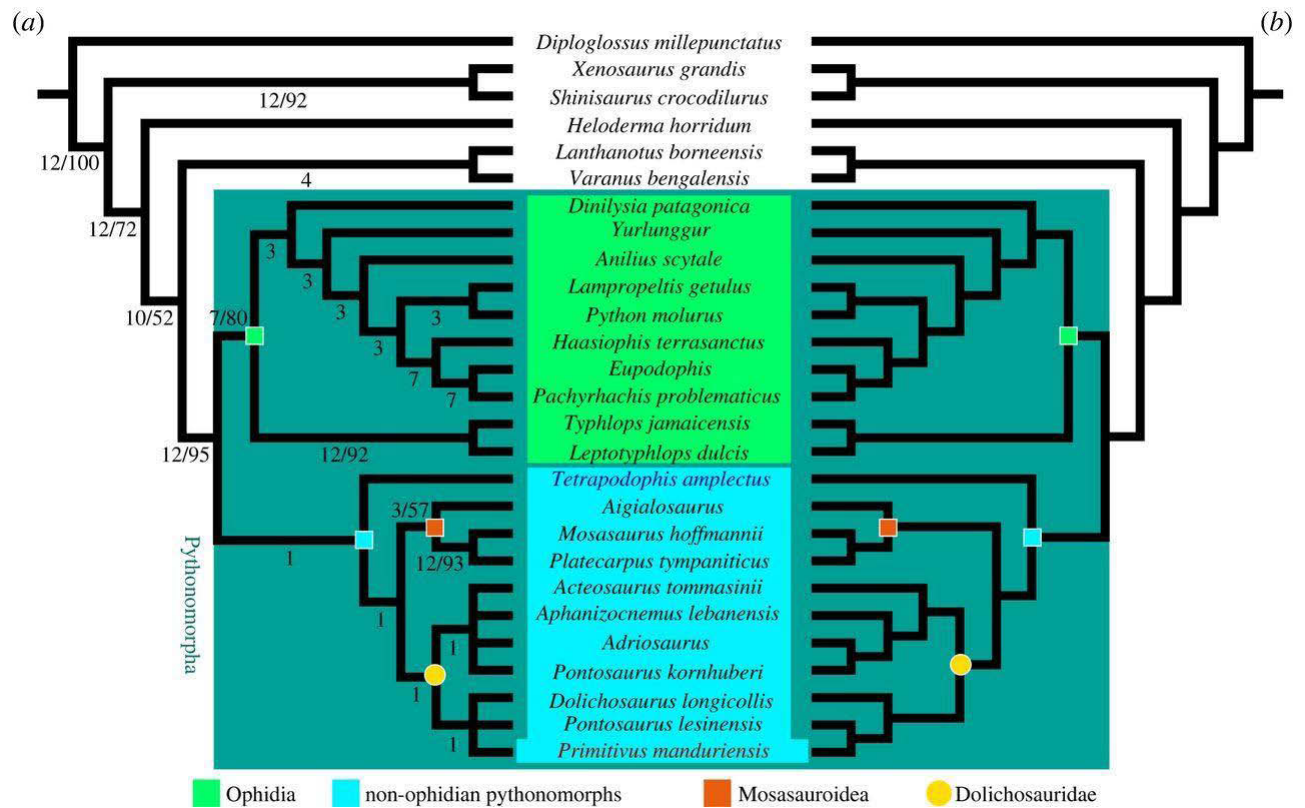 (a)
(b)
Diploglossus millepunctatus
Xenosaurus grandis
12/92
Shinisaurus crocodilurus
Heloderma horridum
12/100
Lanthanotus borneensis
4
Varanus bengalensis
Dinilysia patagonica
12/72
Yurlunggur
3
Anilius scytale
3
Lampropeltis getulus
3
3
10/52
7/80
Python molurus
3
Haasiophis terrasanctus
Eupodophis
7
Pachyrhachis problematicus
7
Typhlops jamaicensis
12/95
12/92
Leptotyphlops dulcis
Tetrapodophis amplectus
Aigialosaurus
3/57
Mosasaurus hoffmannii
Platecarpus tympaniticus
1
12/93
Acteosaurus tommasinii
Aphanizocnemus lebanensis
1
Adriosaurus
1
Pontosaurus kornhuberi
1
Dolichosaurus longicollis
Pontosaurus lesinensis
1
Primitivus manduriensis
Pythonomorpha
Ophidia
non-ophidian pythonomorphs
Mosasauroidea
Dolichosauridae